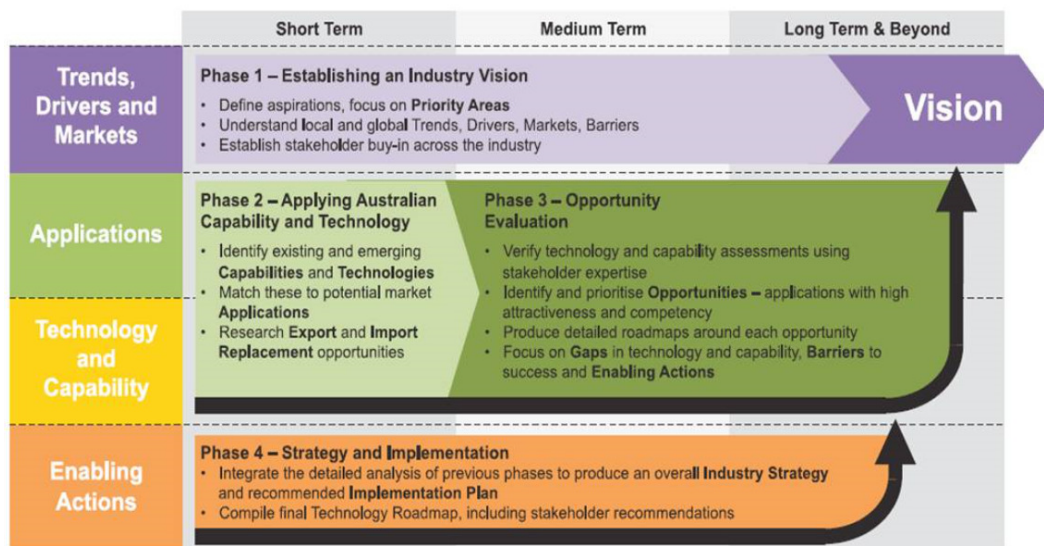 Short Term
Medium Term
Long Term & Beyond
Trends,
Drivers and
Markets
Phase 1 – Establishing an Industry Vision
• Define aspirations, focus on Priority Areas
• Understand local and global Trends, Drivers, Markets, Barriers
• Establish stakeholder buy-in across the industry
Vision
Applications
Technology
and
Capability
Phase 2 – Applying Australian
Capability and Technology
• Identify existing and emerging
Capabilities and Technologies
• Match these to potential market
Applications
• Research Export and Import
Replacement opportunities
Phase 3 – Opportunity
Evaluation
• Verify technology and capability assessments using
stakeholder expertise
• Identify and prioritise Opportunities – applications with high
attractiveness and competency
• Produce detailed roadmaps around each opportunity
• Focus on Gaps in technology and capability, Barriers to
success and Enabling Actions
Enabling
Actions
Phase 4 – Strategy and Implementation
• Integrate the detailed analysis of previous phases to produce an overall Industry Strategy
and recommended Implementation Plan
• Compile final Technology Roadmap, including stakeholder recommendations